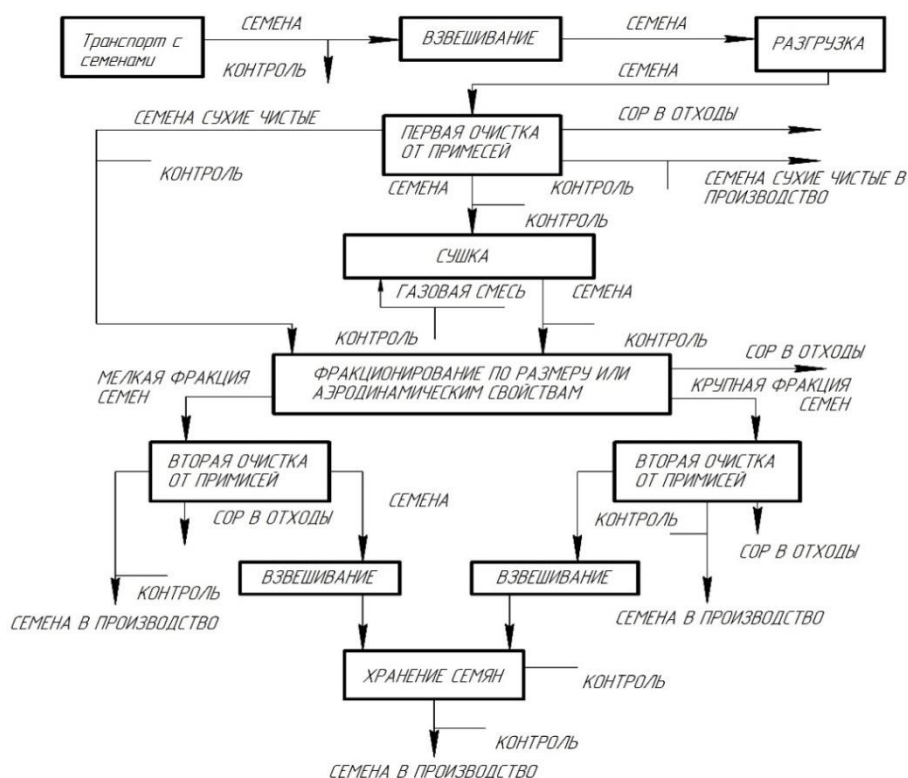 СЕМЕНА
СЕМЕНА
Транспорт с
семенами
ВЗВЕШИВАНИЕ
РАЗГРУЗКА
КОНТРОЛЬ
СЕМЕНА
СЕМЕНА СУХИЕ ЧИСТЫЕ
ПЕРВАЯ ОЧИСТКА
ОТ ПРИМЕСЕЙ
СОР В ОТХОДЫ
КОНТРОЛЬ
СЕМЕНА
КОНТРОЛЬ
СЕМЕНА СУХИЕ ЧИСТЫЕ В
ПРОИЗВОДСТВО
КОНТРОЛЬ
СУШКА
ГАЗОВАЯ СМЕСЬ
СЕМЕНА
КОНТРОЛЬ
КОНТРОЛЬ
СОР В ОТХОДЫ
ФРАКЦИОНИРОВАНИЕ ПО РАЗМЕРУ ИЛИ
АЭРОДИНАМИЧЕСКИМ СВОЙСТВАМ
МЕЛКАЯ ФРАКЦИЯ
СЕМЕН
КРУПНАЯ ФРАКЦИЯ
СЕМЕН
ВТОРАЯ ОЧИСТКА
ОТ ПРИМИСЕЙ
ВТОРАЯ ОЧИСТКА
ОТ ПРИМИСЕЙ
СЕМЕНА
СОР В ОТХОДЫ
КОНТРОЛЬ
СОР В ОТХОДЫ
ВЗВЕШИВАНИЕ
ВЗВЕШИВАНИЕ
КОНТРОЛЬ
СЕМЕНА В ПРОИЗВОДСТВО
СЕМЕНА В ПРОИЗВОДСТВО
ХРАНЕНИЕ СЕМЯН
КОНТРОЛЬ
КОНТРОЛЬ
СЕМЕНА В ПРОИЗВОДСТВО